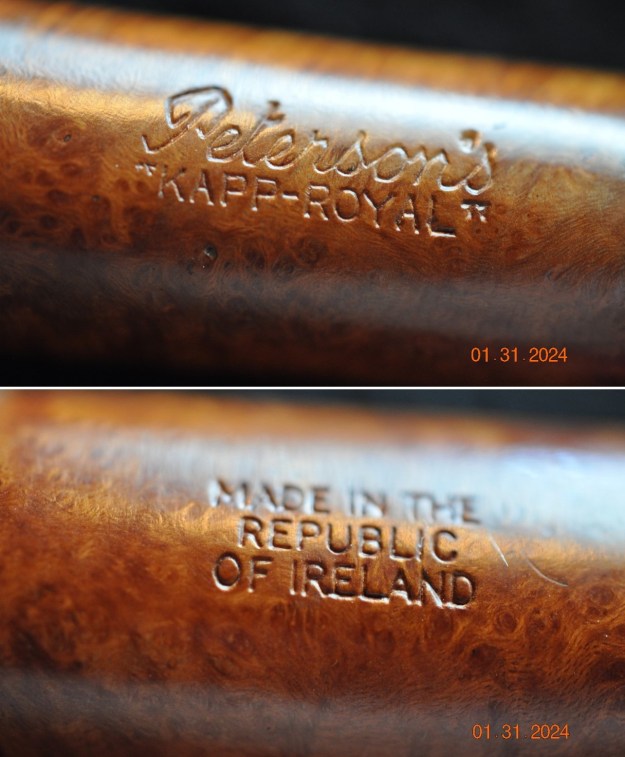 Peterson's
"KAPP-ROYAL"
01.31.2024
MADE IN THE
REPUBLIC
OF IRELAND
01.31.2024